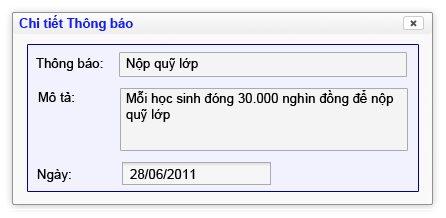 Chi tiết Thông báo
Thông báo: Nộp quỹ lớp
Mô tả: Mỗi học sinh đóng 30.000 nghìn đồng để nộp
quỹ lớp
Ngày: 28/06/2011